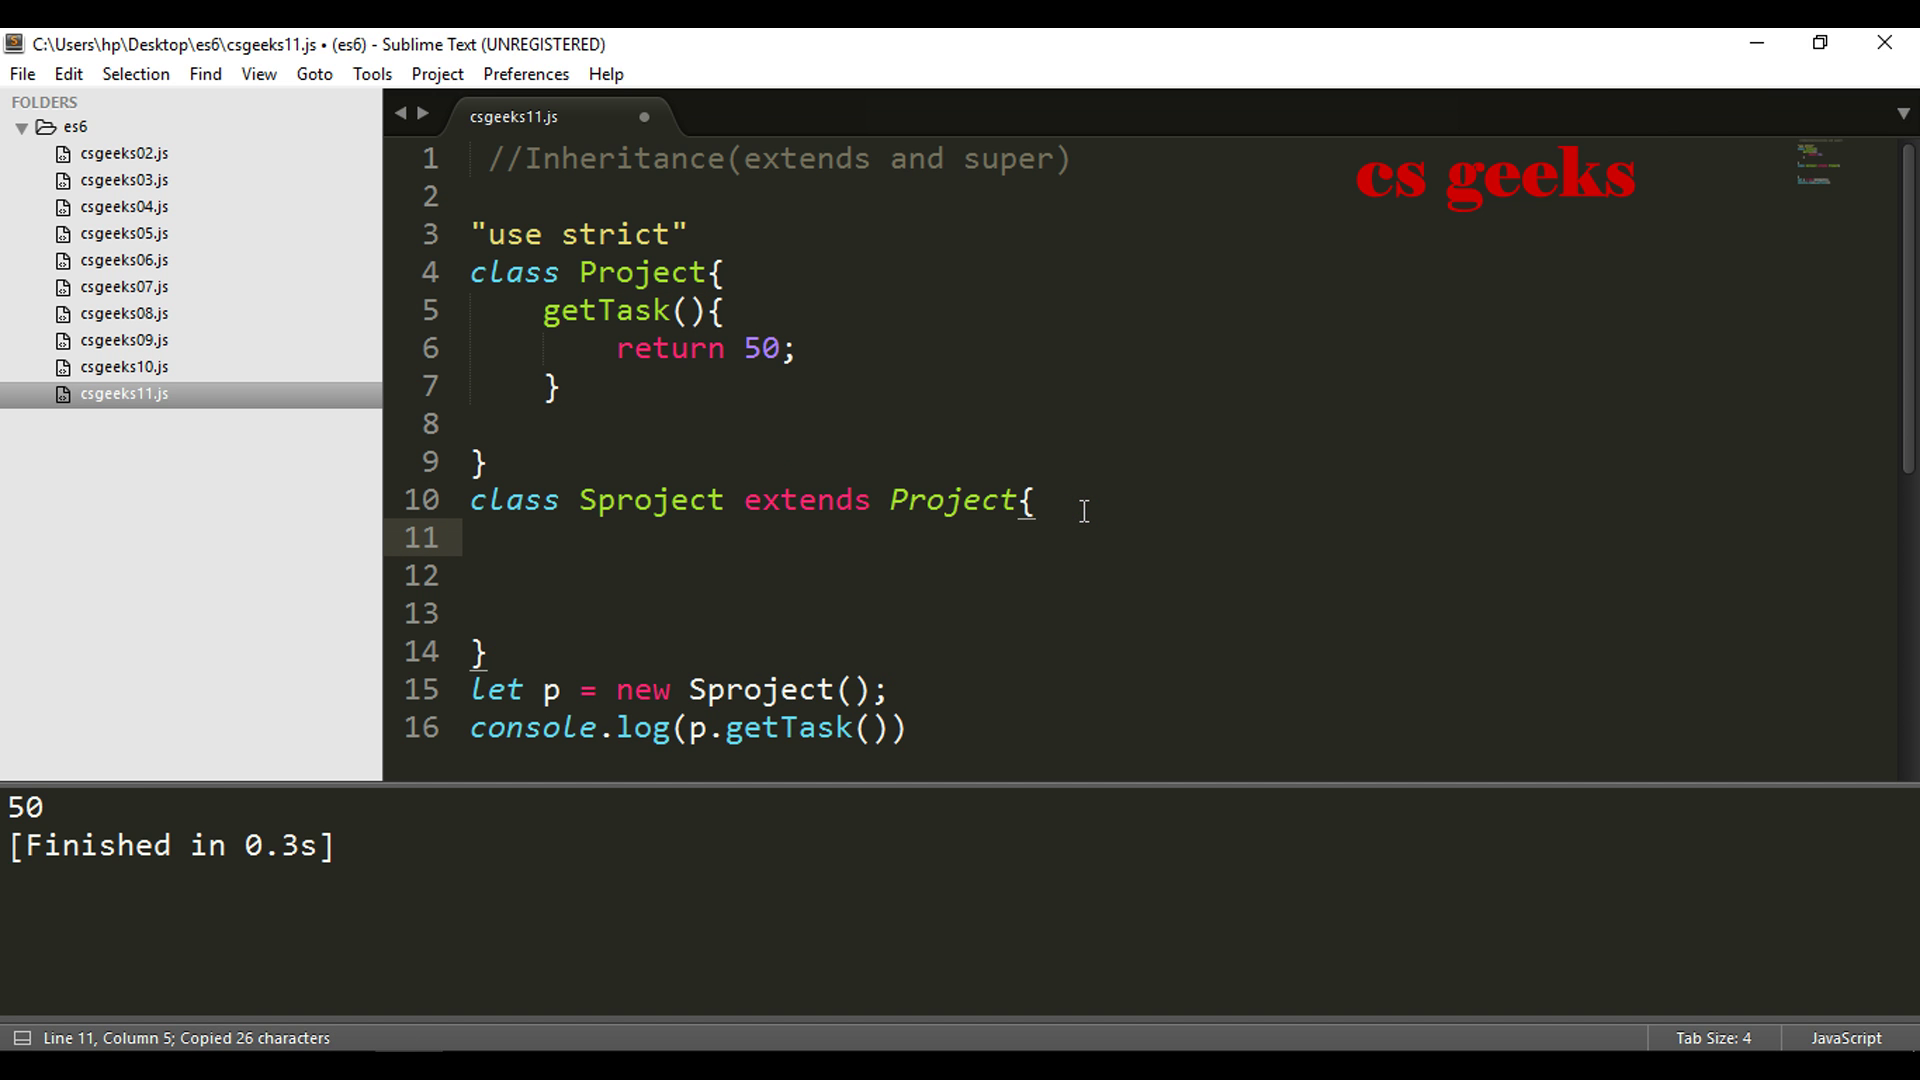 C:\Users\hp\Desktop\es6\csgeeks11.js • (es6) - Sublime Text (UNREGISTERED)
File Edit Selection Find View Goto Tools Project Preferences Help
FOLDERS
es6
csgeeks02.js
csgeeks03.js
csgeeks04.js
csgeeks05.js
csgeeks06.js
csgeeks07.js
csgeeks08.js
csgeeks09.js
csgeeks10.js
csgeeks11.js
csgeeks11.js
cs geeks
1 //Inheritance(extends and super)
2
3 "use strict"
4 class Project{
5 getTask(){
6 return 50;
7 }
8
9 }
10 class Sproject extends Project{
11
12
13
14 }
15 let p = new Sproject();
16 console.log(p.getTask())
50
[Finished in 0.3s]
Line 11, Column 5; Copied 26 characters
Tab Size: 4
JavaScript